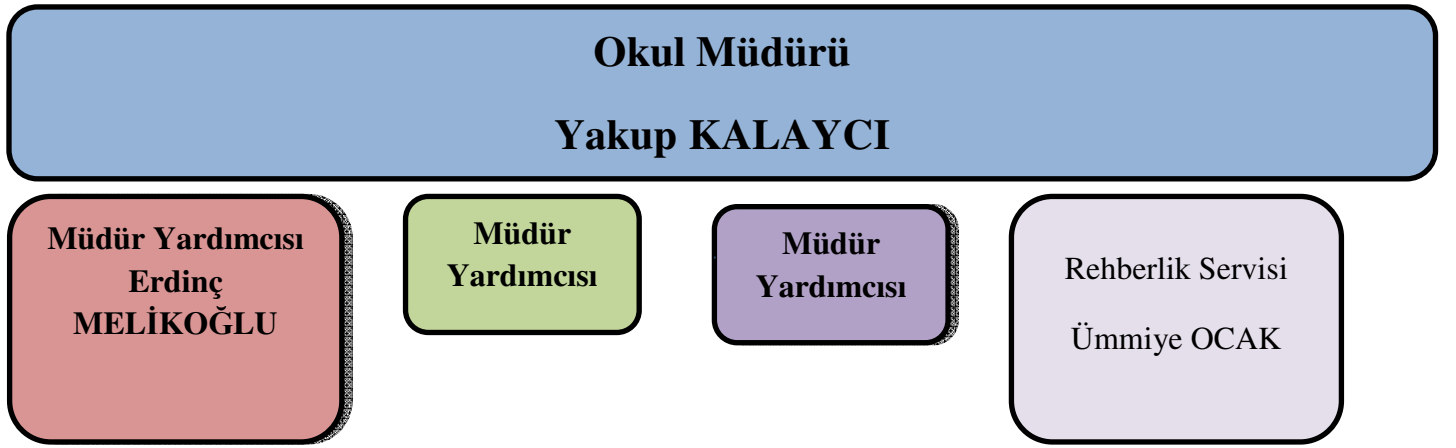 Okul Müdürü
Yakup KALAYCI
Müdür Yardımcısı
Erdinç
MELİKOĞLU
Müdür
Yardımcısı
Müdür
Yardımcısı
Rehberlik Servisi
Ümmiye OCAK